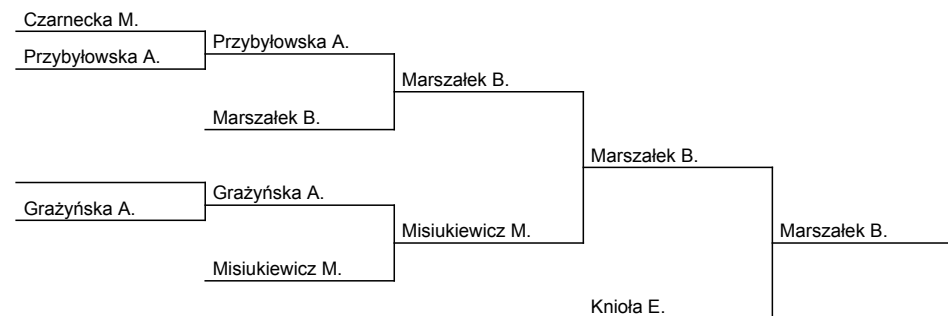 Czarnecka M.
Przybyłowska A.
Przybyłowska A.
Marszałek B.
Marszałek B.
Marszałek B.
Grażyńska A.
Grażyńska A.
Misiukiewicz M.
Marszałek B.
Misiukiewicz M.
Knioła E.